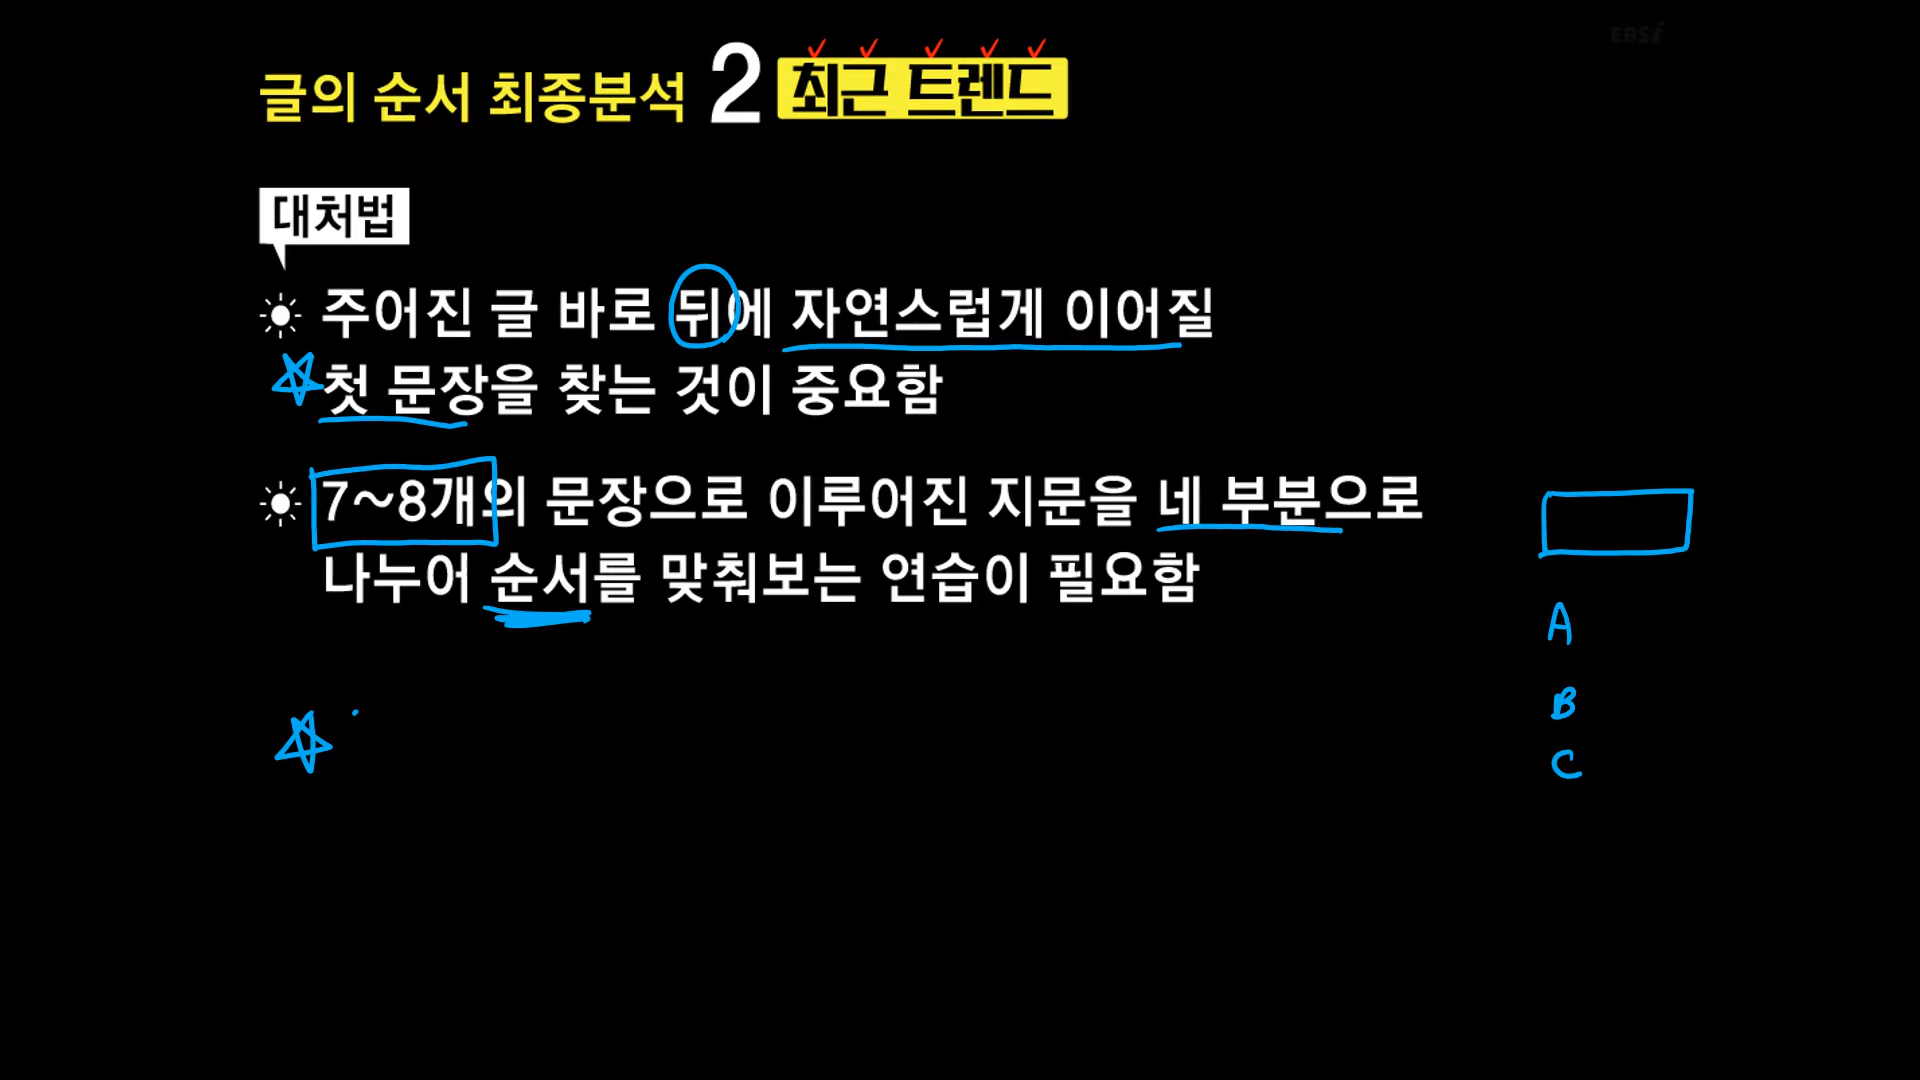 EBSi
글의 순서 최종분석 2 최근 트렌드
대처법
주어진 글 바로 뒤에 자연스럽게 이어질
첫 문장을 찾는 것이 중요함
7~8개의 문장으로 이루어진 지문을 네 부분으로
나누어 순서를 맞춰보는 연습이 필요함
A
B
C